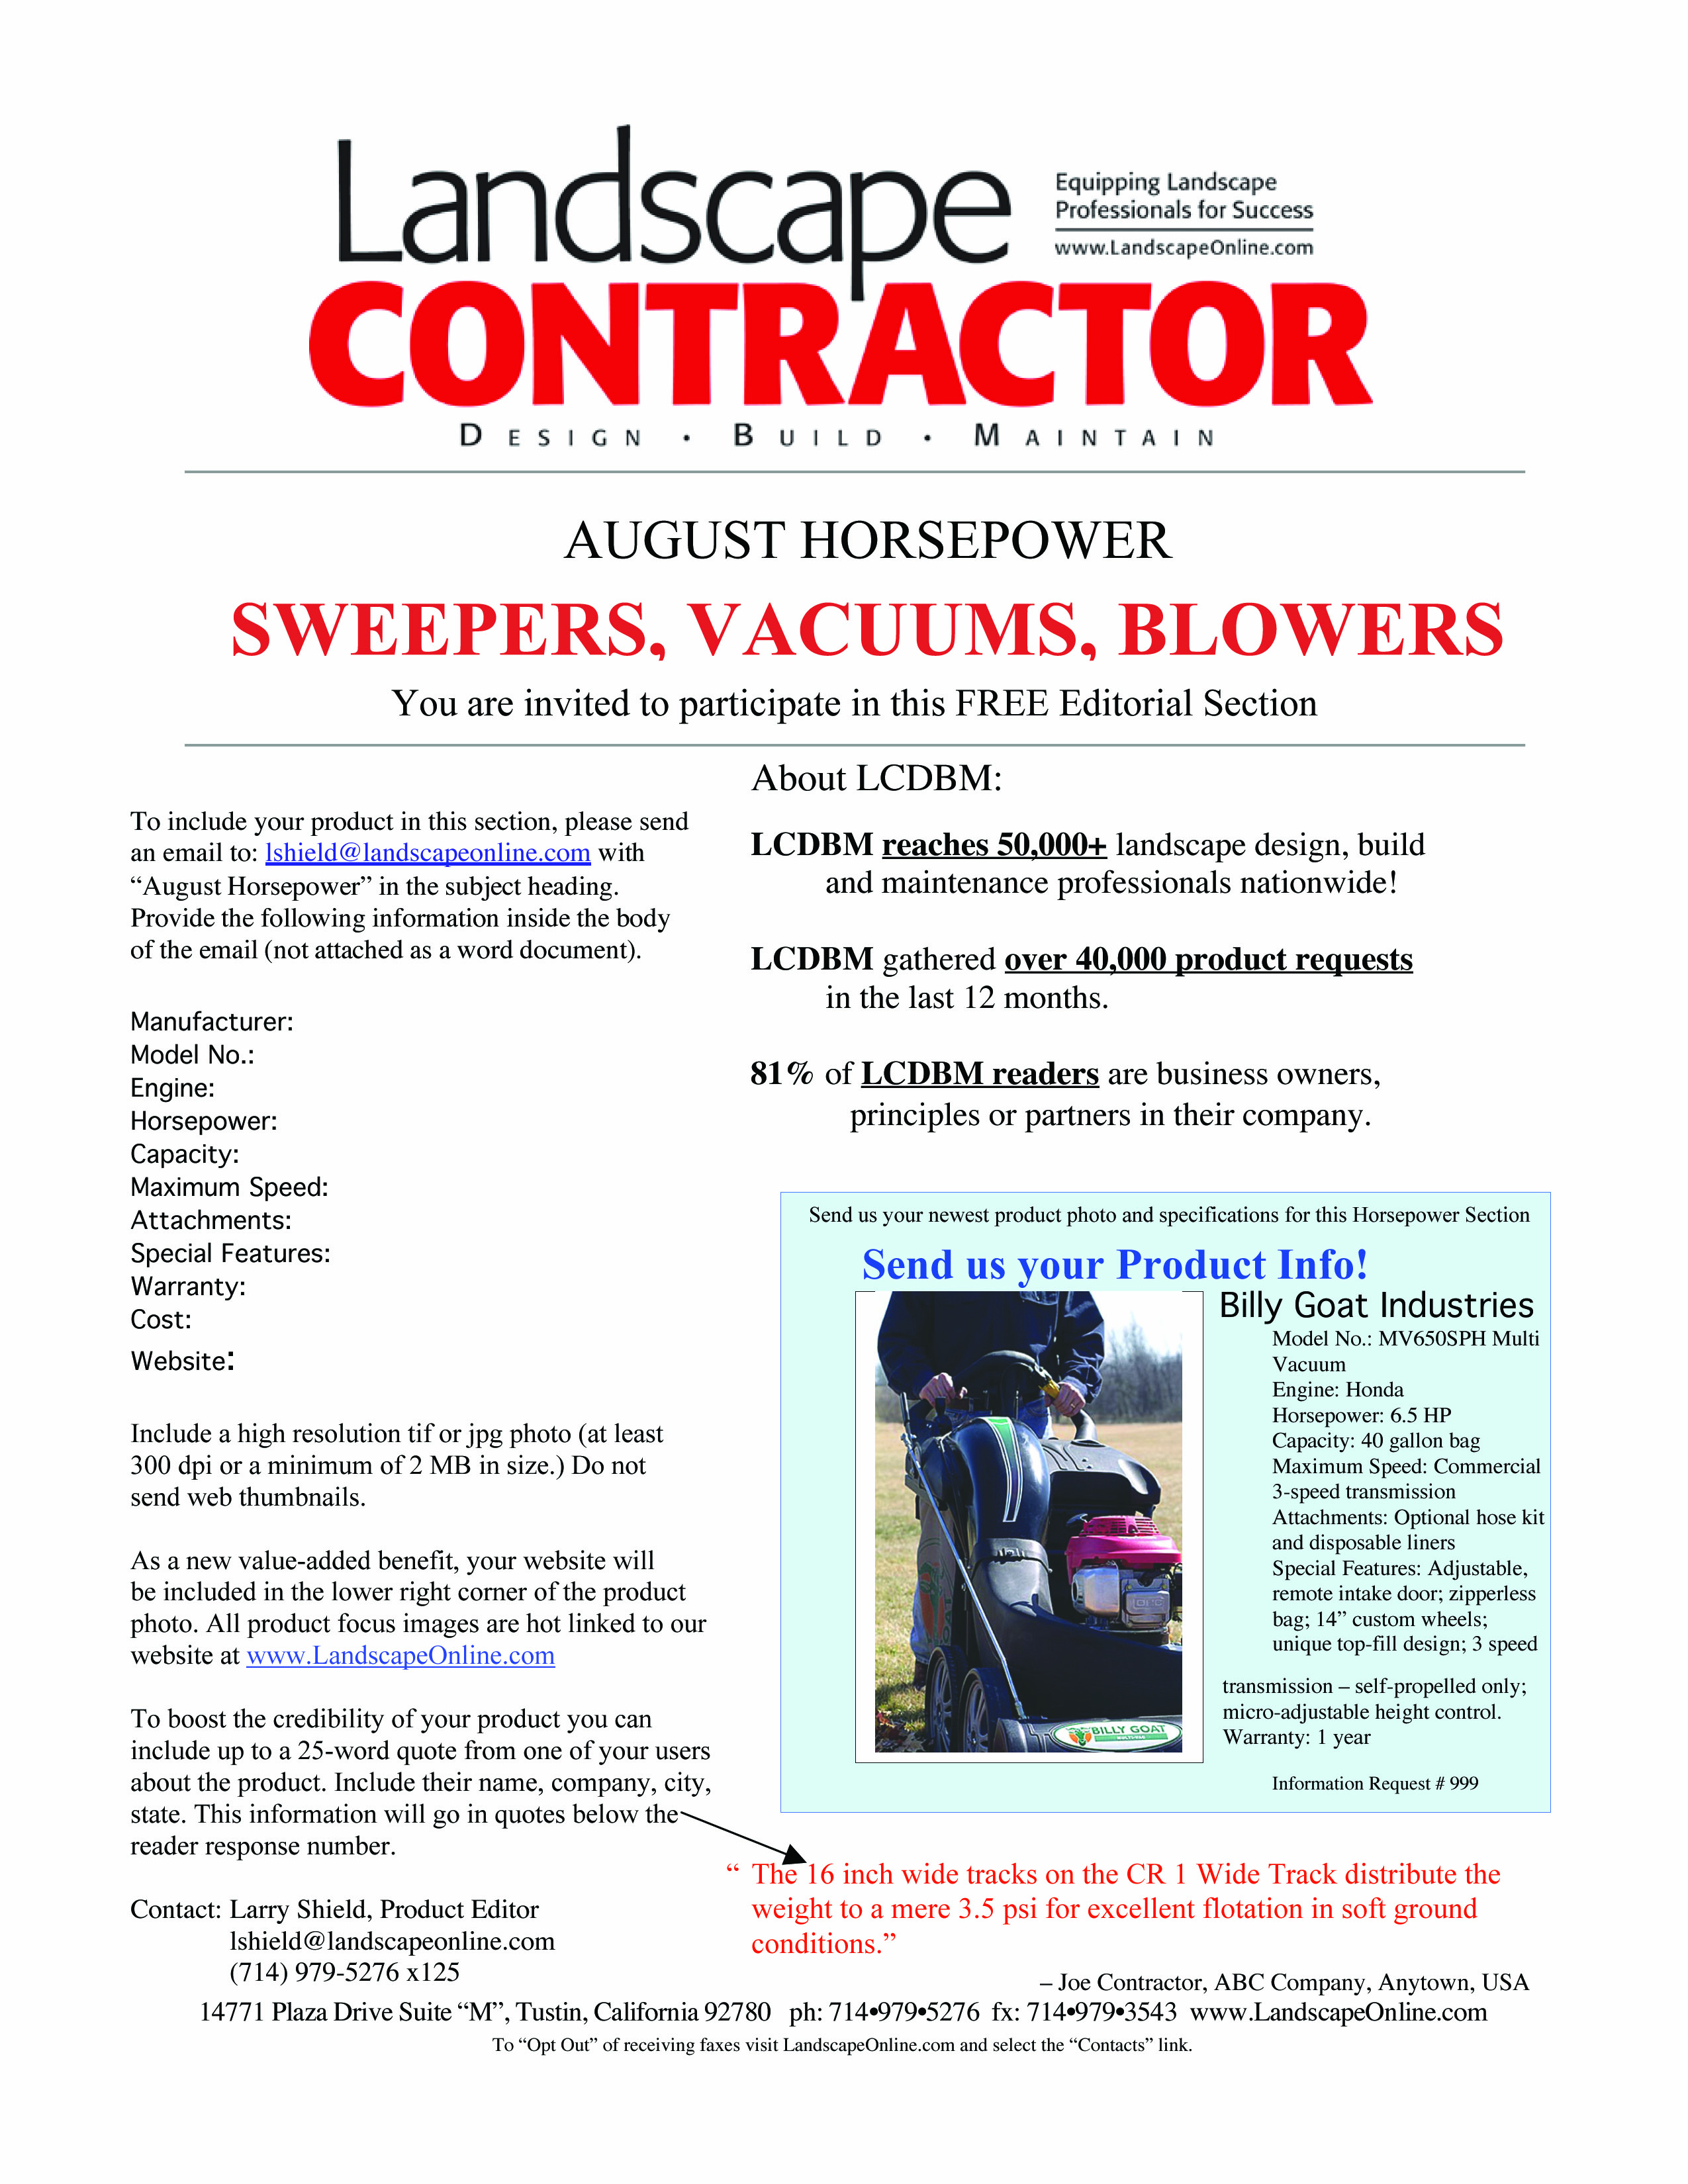 Landscape
Equipping Landscape
Professionals for Success
www.LandscapeOnline.com
CONTRACTOR
DESIGN • BUILD • MAINTAIN
AUGUST HORSEPOWER
SWEEPERS, VACUUMS, BLOWERS
You are invited to participate in this FREE Editorial Section
To include your product in this section, please send
an email to: lshield@landscapeonline.com with
“August Horsepower” in the subject heading.
Provide the following information inside the body
of the email (not attached as a word document).
Manufacturer:
Model No.:
Engine:
Horsepower:
Capacity:
Maximum Speed:
Attachments:
Special Features:
Warranty:
Cost:
Website:
Include a high resolution tif or jpg photo (at least
300 dpi or a minimum of 2 MB in size.) Do not
send web thumbnails.
As a new value-added benefit, your website will
be included in the lower right corner of the product
photo. All product focus images are hot linked to our
website at www.LandscapeOnline.com
To boost the credibility of your product you can
include up to a 25-word quote from one of your users
about the product. Include their name, company, city,
state. This information will go in quotes below the
reader response number.
Contact: Larry Shield, Product Editor
lshield@landscapeonline.com
(714) 979-5276 x125
About LCDBM:
LCDBM reaches 50,000+ landscape design, build
and maintenance professionals nationwide!
LCDBM gathered over 40,000 product requests
in the last 12 months.
81% of LCDBM readers are business owners,
principles or partners in their company.
Send us your newest product photo and specifications for this Horsepower Section
Send us your Product Info!
BILLY GOAT
Billy Goat Industries
Model No.: MV650SPH Multi
Vacuum
Engine: Honda
Horsepower: 6.5 HP
Capacity: 40 gallon bag
Maximum Speed: Commercial
3-speed transmission
Attachments: Optional hose kit
and disposable liners
Special Features: Adjustable,
remote intake door; zipperless
bag; 14” custom wheels;
unique top-fill design; 3 speed
transmission – self-propelled only;
micro-adjustable height control.
Warranty: 1 year
Information Request # 999
“ The 16 inch wide tracks on the CR 1 Wide Track distribute the
weight to a mere 3.5 psi for excellent flotation in soft ground
conditions.”
– Joe Contractor, ABC Company, Anytown, USA
14771 Plaza Drive Suite “M”, Tustin, California 92780 ph: 714•979•5276 fx: 714•979•3543 www.LandscapeOnline.com
To “Opt Out” of receiving faxes visit LandscapeOnline.com and select the “Contacts” link.